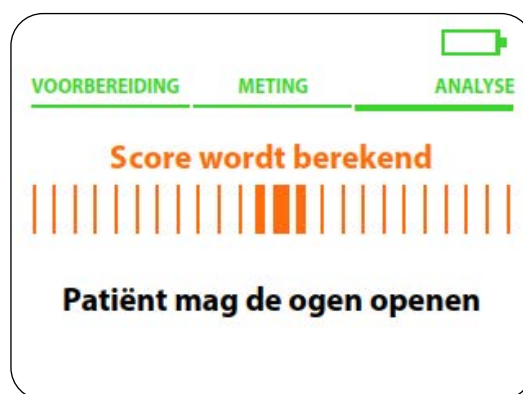 VOORBEREIDING METING ANALYSE
Score wordt berekend
Patiënt mag de ogen openen